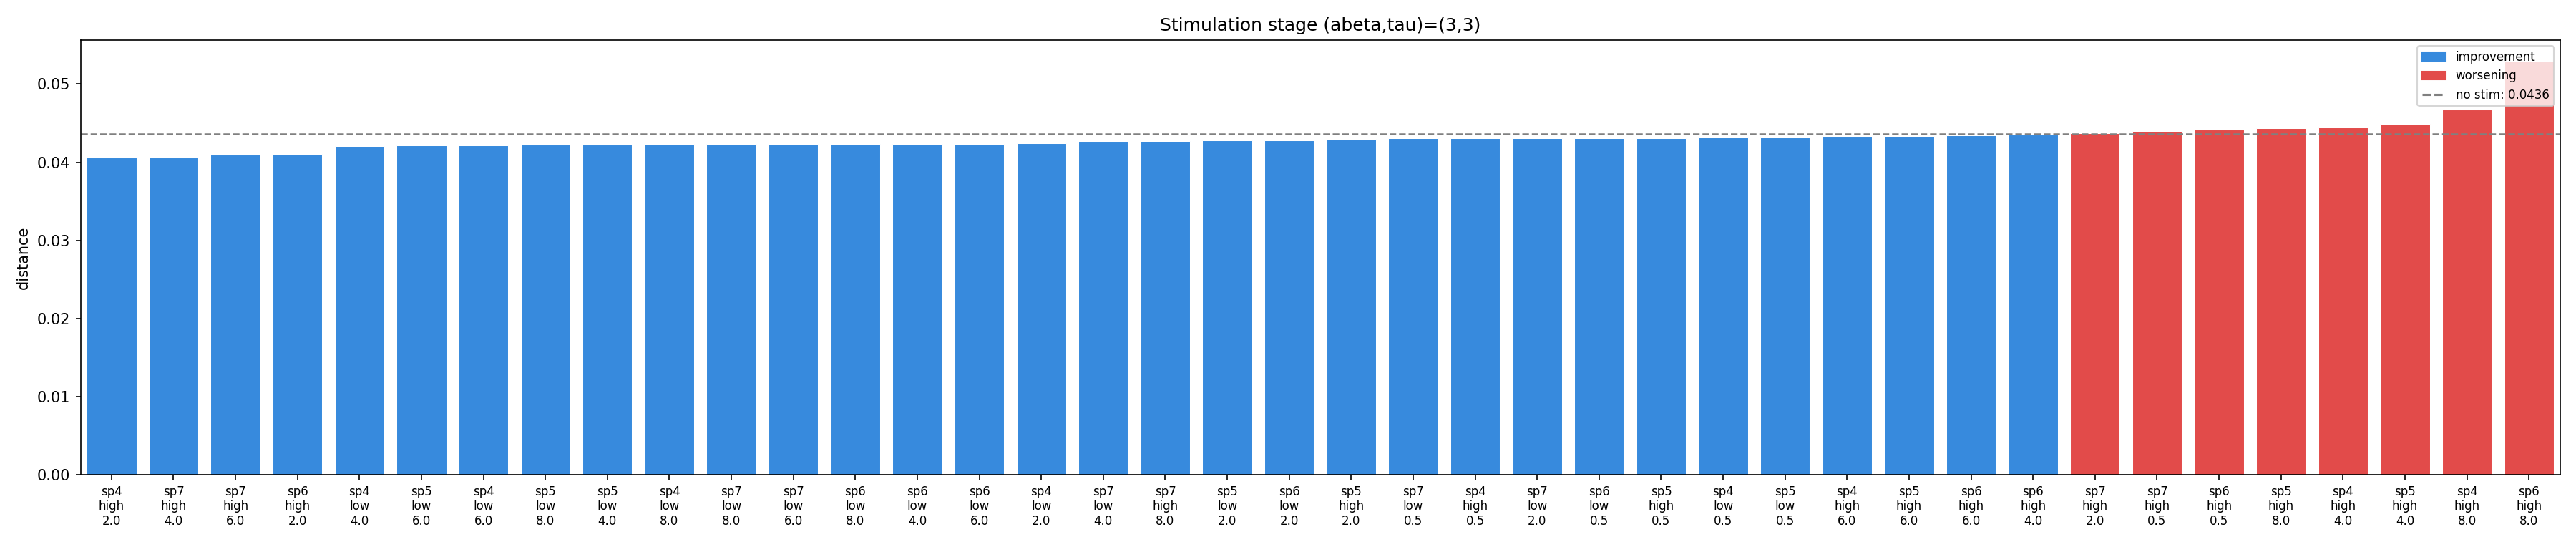 Stimulation stage (abeta,tau)=(3,3)
improvement
worsening
no stim: 0.0436
distance
0.05
0.04
0.03
0.02
0.01
0.00
sp4 sp7 sp7 sp6 sp4 sp5 sp4 sp5 sp5 sp4 sp7 sp7 sp6 sp6 sp6 sp4 sp7 sp7 sp5 sp6 sp5 sp7 sp4 sp7 sp6 sp5 sp4 sp5 sp4 sp5 sp6 sp6 sp7 sp7 sp6 sp5 sp4 sp5 sp4 sp6
high high high high low low low low low low low low low low low low low high low low high low high low low high low low high high high high high high high high high high high high
2.0 4.0 6.0 2.0 4.0 6.0 6.0 8.0 4.0 8.0 8.0 6.0 8.0 4.0 6.0 2.0 4.0 8.0 2.0 2.0 2.0 0.5 0.5 2.0 0.5 0.5 0.5 0.5 6.0 6.0 6.0 4.0 2.0 0.5 0.5 8.0 4.0 4.0 8.0 8.0